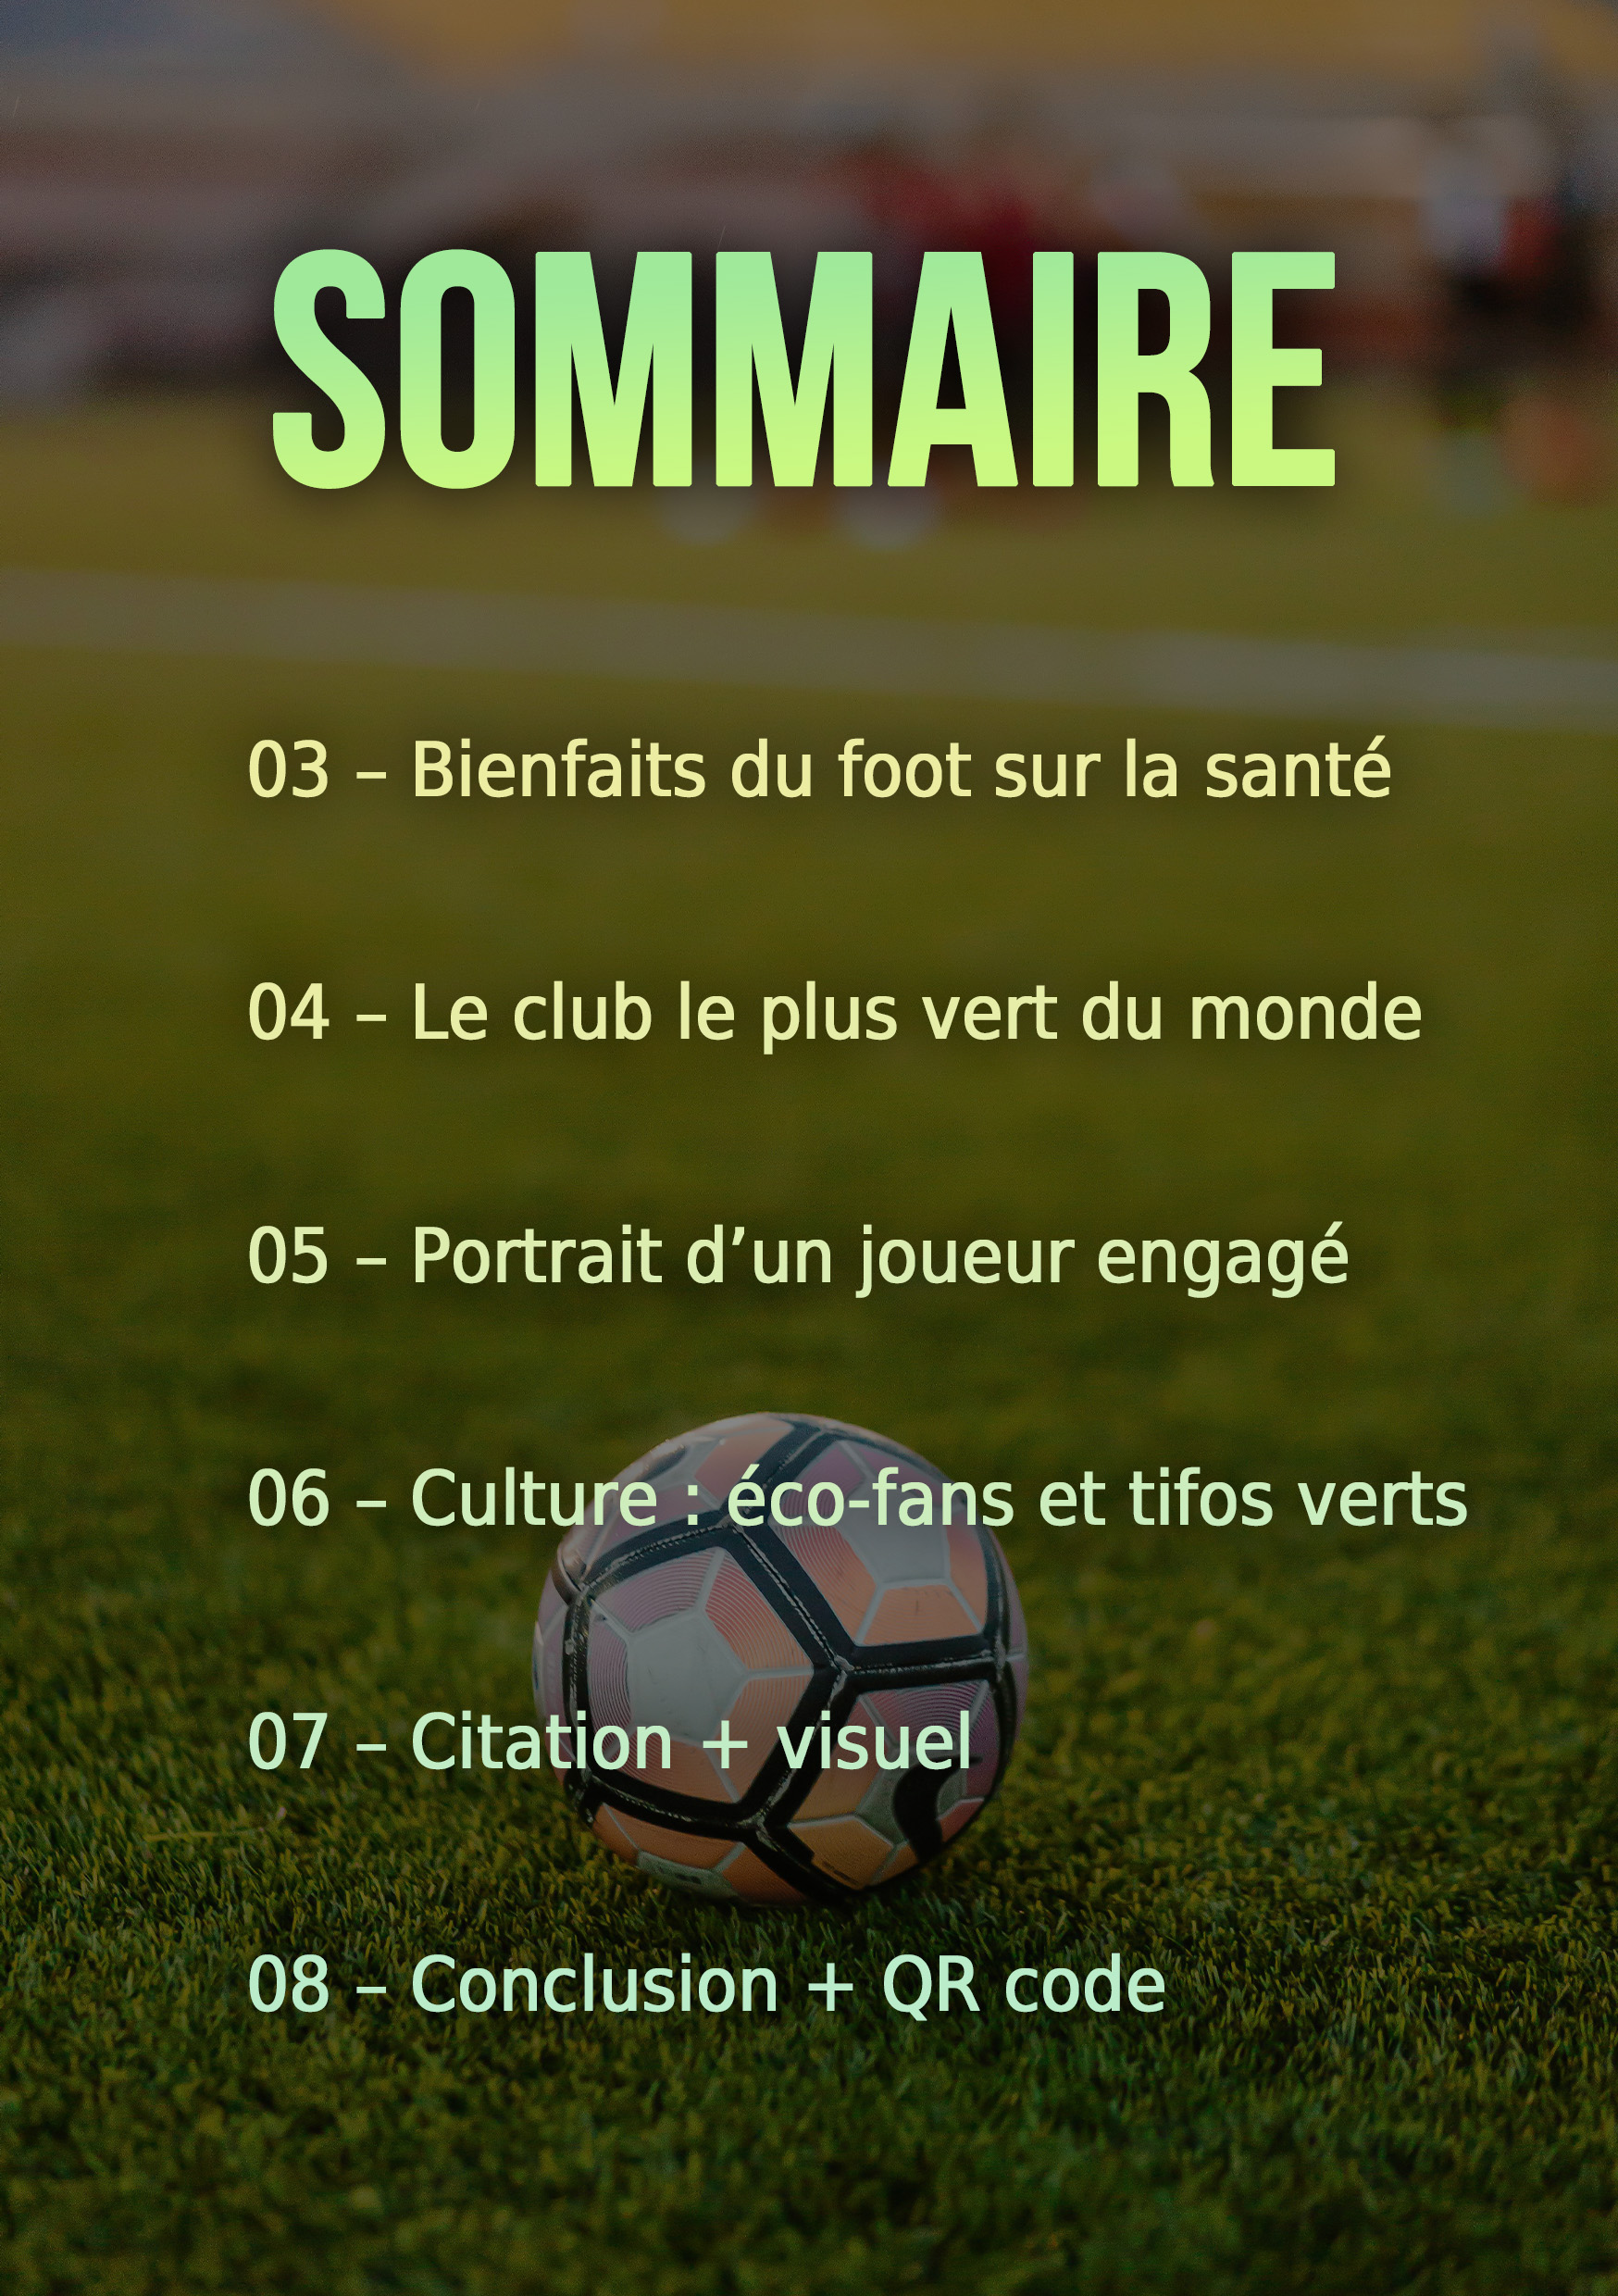 SOMMAIRE
03 – Bienfaits du foot sur la santé
04 – Le club le plus vert du monde
05 – Portrait d’un joueur engagé
06 – Culture : éco-fans et tifos verts
07 – Citation + visuel
08 – Conclusion + QR code